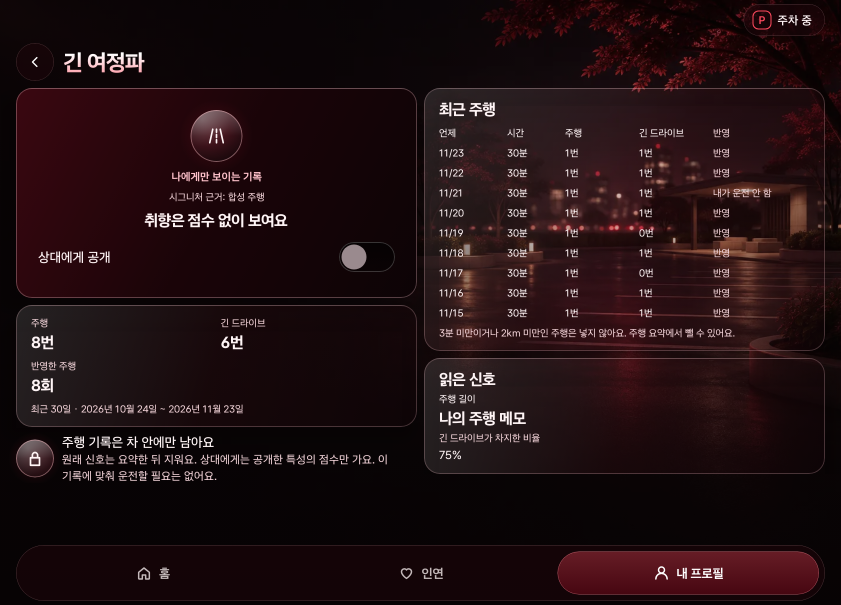 P 주차 중
긴 여정파
나에게만 보이는 기록
시그니처 근거: 합성 주행
취향은 점수 없이 보여요
상대에게 공개
주행 긴 드라이브
8번 6번
반영한 주행
8회
최근 30일 · 2026년 10월 24일 ~ 2026년 11월 23일
주행 기록은 차 안에만 남아요
원래 신호는 요약한 뒤 지워요. 상대에게는 공개한 특성의 점수만 가요. 이
기록에 맞춰 운전할 필요는 없어요.
최근 주행
언제 시간 주행 긴 드라이브 반영
11/23 30분 1번 1번 반영
11/22 30분 1번 1번 반영
11/21 30분 1번 1번 내가 운전 안 함
11/20 30분 1번 1번 반영
11/19 30분 1번 0번 반영
11/18 30분 1번 1번 반영
11/17 30분 1번 0번 반영
11/16 30분 1번 1번 반영
11/15 30분 1번 1번 반영
3분 미만이거나 2km 미만인 주행은 넣지 않아요. 주행 요약에서 뺄 수 있어요.
읽은 신호
주행 길이
나의 주행 메모
긴 드라이브가 차지한 비율
75%
홈 인연 내 프로필